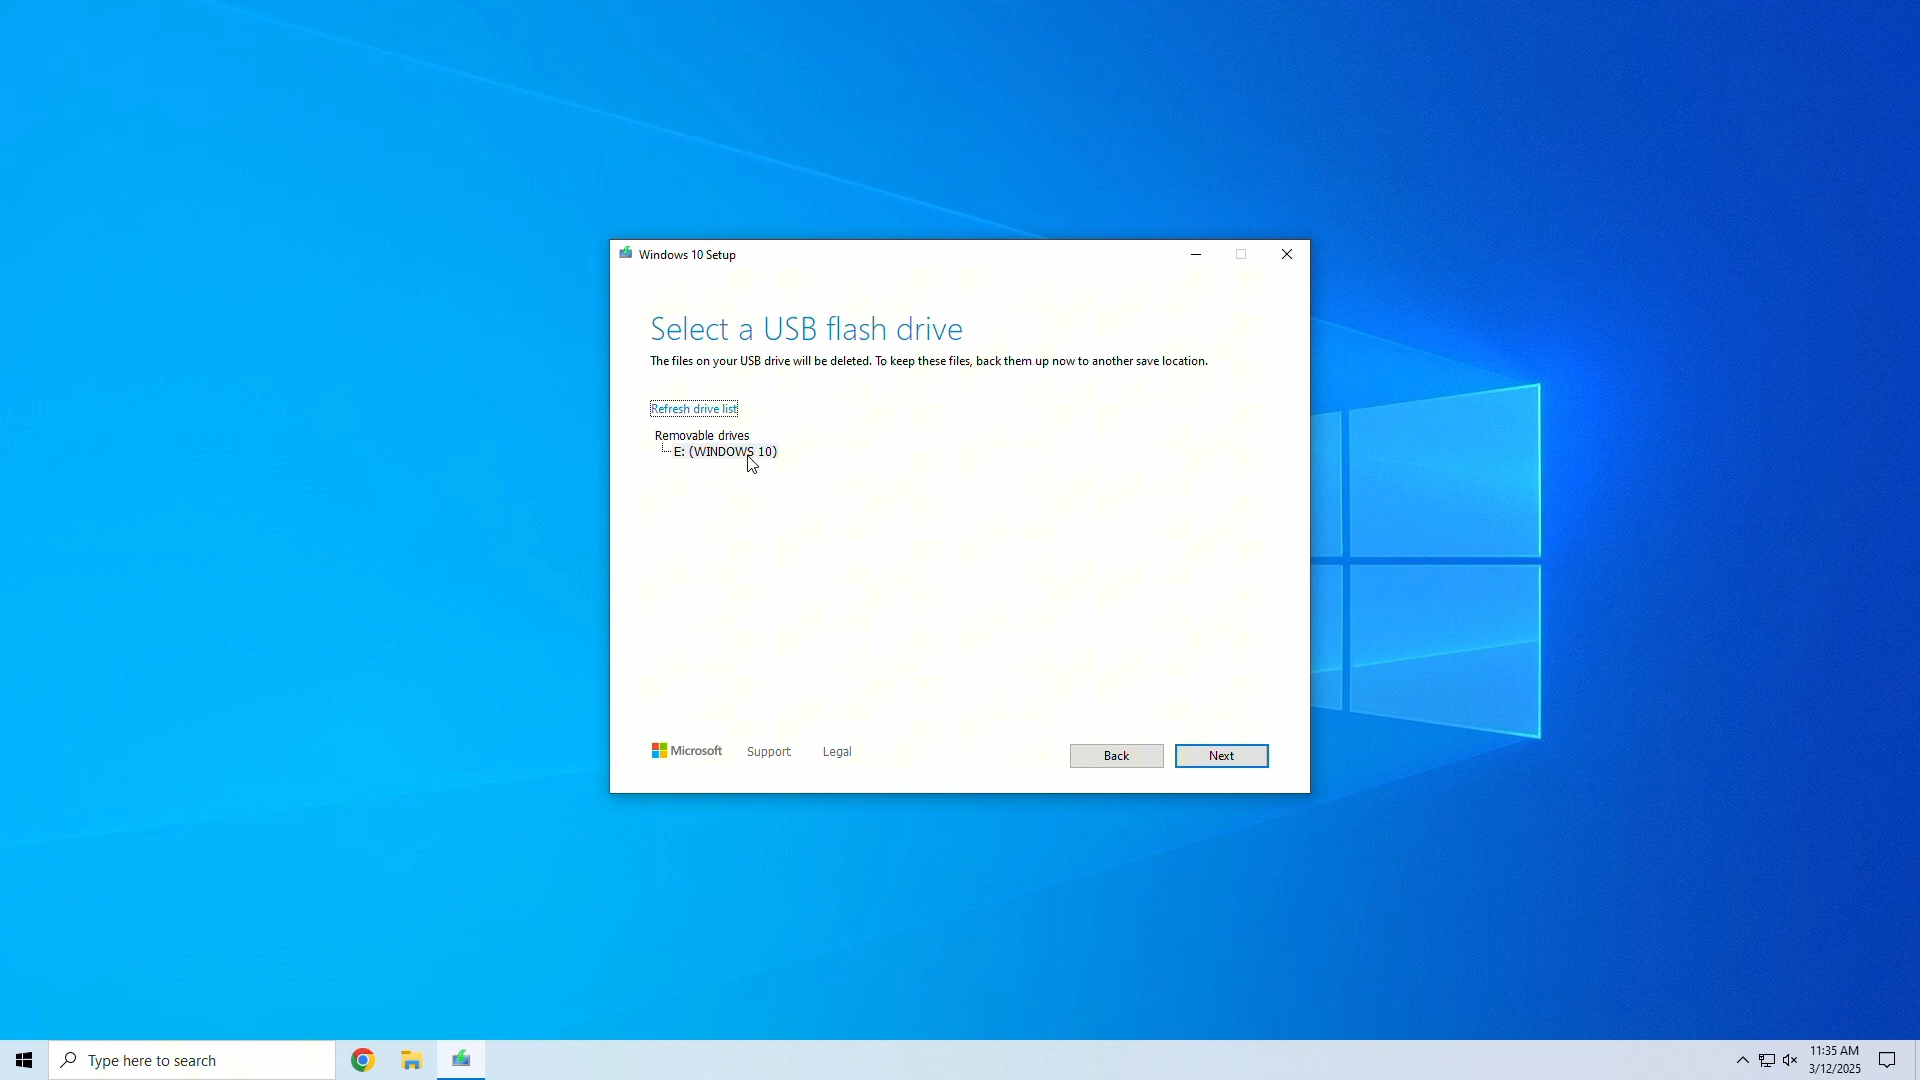 Windows 10 Setup
Select a USB flash drive
The files on your USB drive will be deleted. To keep these files, back them up now to another save location.
Refresh drive list
Removable drives
E: (WINDOWS 10)
Microsoft
Support
Legal
Back
Next
Type here to search
11:35 AM
3/12/2025